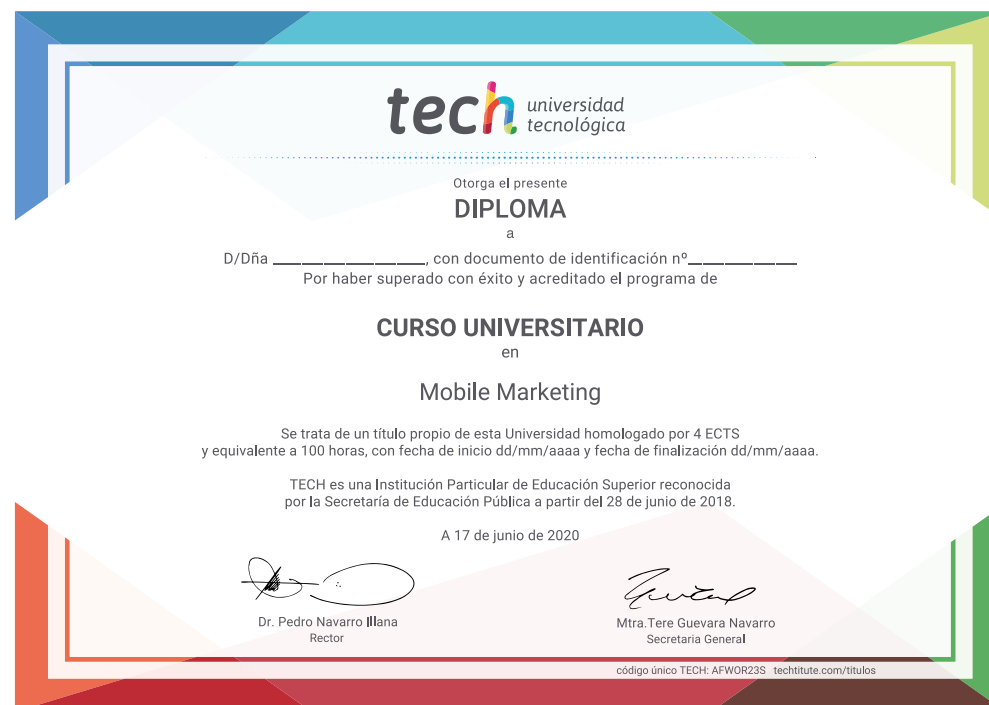 tech universidad
tecnológica
Otorga el presente
DIPLOMA
a
D/Dña ___________________, con documento de identificación nº______________
Por haber superado con éxito y acreditado el programa de
CURSO UNIVERSITARIO
en
Mobile Marketing
Se trata de un título propio de esta Universidad homologado por 4 ECTS
y equivalente a 100 horas, con fecha de inicio dd/mm/aaaa y fecha de finalización dd/mm/aaaa.
TECH es una Institución Particular de Educación Superior reconocida
por la Secretaría de Educación Pública a partir del 28 de junio de 2018.
A 17 de junio de 2020
Dr. Pedro Navarro Illana
Rector
Mtra.Tere Guevara Navarro
Secretaria General
código único TECH: AFWOR23S techtitute.com/titulos